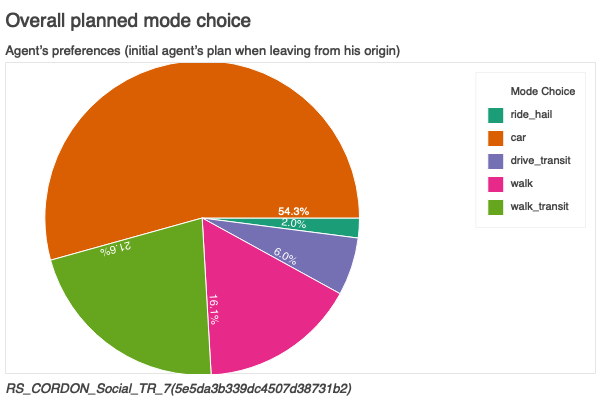 Overall planned mode choice
Agent's preferences (initial agent's plan when leaving from his origin)
Mode Choice
ride_hail
car
drive_transit
walk
walk_transit
54.3%
2.0%
6.0%
16.1%
21.6%
RS_CORDON_Social_TR_7(5e5da3b339dc4507d38731b2)